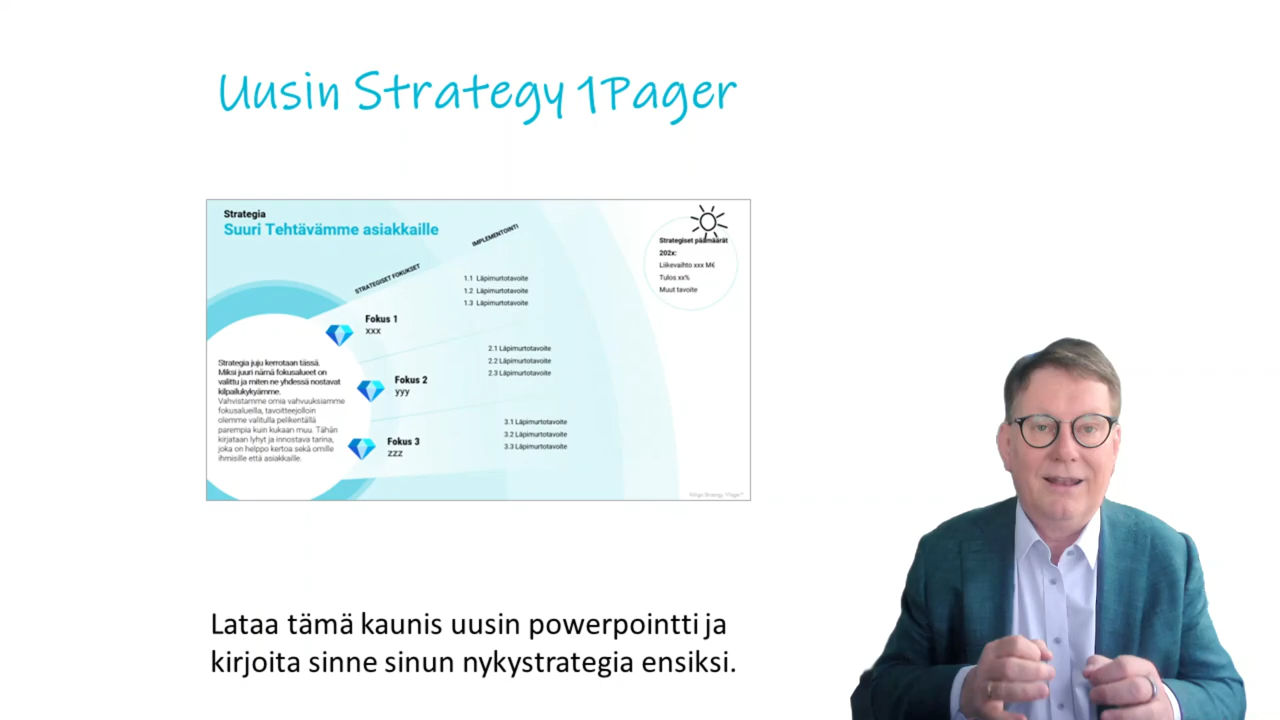 Uusin Strategy 1Pager
Strategia
Suuri Tehtävämme asiakkaille
STRATEGISET FOKUKSET
IMPLEMENTOINTI
Strategiset päämäärät
202x:
Liikevaihto xxx M€
Tulos xx%
Muut tavoite
1.1 Läpimurtotavoite
1.2 Läpimurtotavoite
1.3 Läpimurtotavoite
Fokus 1
xxx
2.1 Läpimurtotavoite
2.2 Läpimurtotavoite
2.3 Läpimurtotavoite
Fokus 2
yyy
3.1 Läpimurtotavoite
3.2 Läpimurtotavoite
3.3 Läpimurtotavoite
Fokus 3
zzz
Strategia juju kerrotaan tässä.
Miksi juuri nämä fokusalueet on
valittu ja miten ne yhdessä nostavat
kilpailukykyämme.
Vahvistamme omia vahvuuksiamme
fokusalueilla, tavoitteejolloin
olemme valitulla pelikentällä
parempia kuin kukaan muu. Tähän
kirjataan lyhyt ja innostava tarina,
joka on helppo kertoa sekä omille
ihmisille että asiakkaille.
Strategy 1Pager
Lataa tämä kaunis uusin powerpointti ja
kirjoita sinne sinun nykystrategia ensiksi.